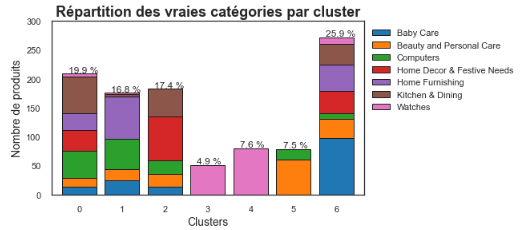 Répartition des vraies catégories par cluster
Nombre de produits
300
250
200
150
100
50
0
19.9 %
16.8 %
17.4 %
4.9 %
7.6 %
7.5 %
25.9 %
0 1 2 3 4 5 6
Clusters
Baby Care
Beauty and Personal Care
Computers
Home Decor & Festive Needs
Home Furnishing
Kitchen & Dining
Watches